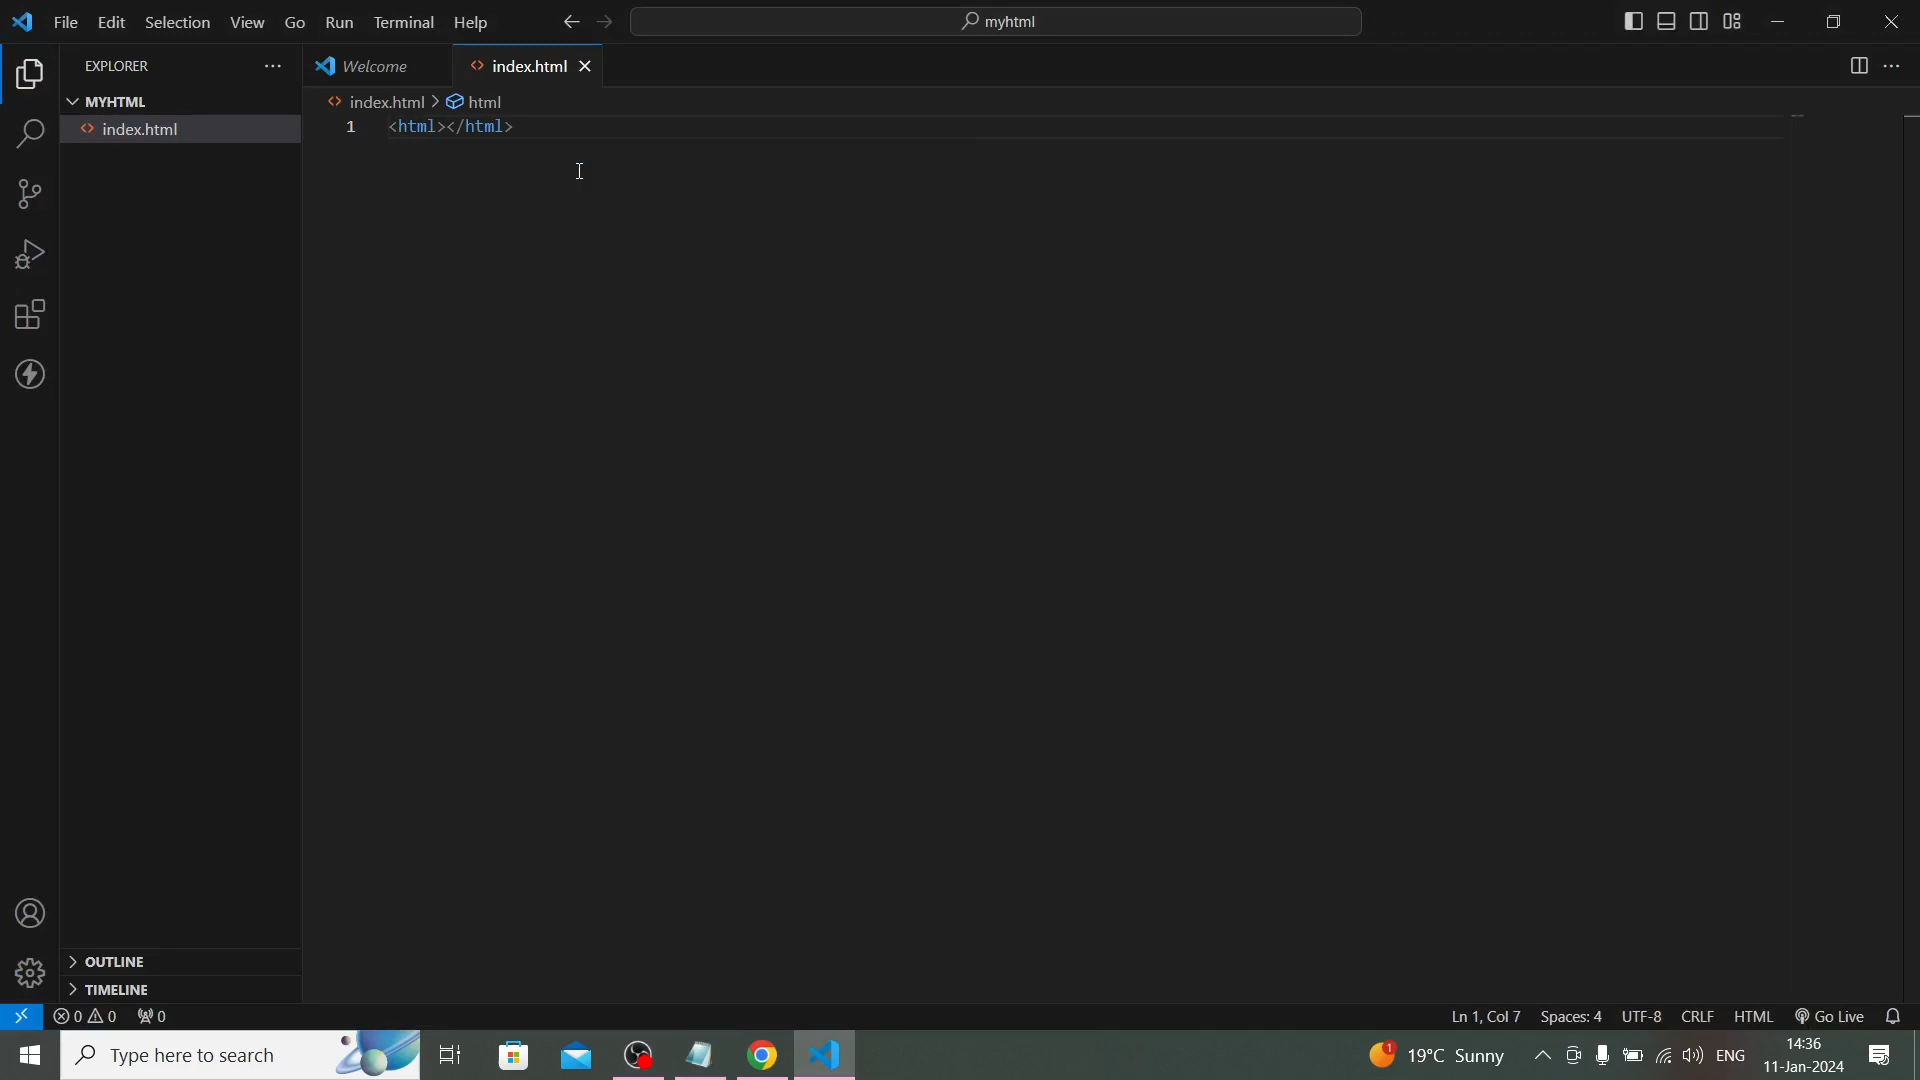 File Edit Selection View Go Run Terminal Help myhtml
EXPLORER
Welcome index.html
MYHTML
index.html > html
index.html
1 <html></html>
OUTLINE
TIMELINE
0 0 0 Ln 1, Col 7 Spaces: 4 UTF-8 CRLF HTML Go Live
Type here to search 1 19°C Sunny ENG 14:36
11-Jan-2024